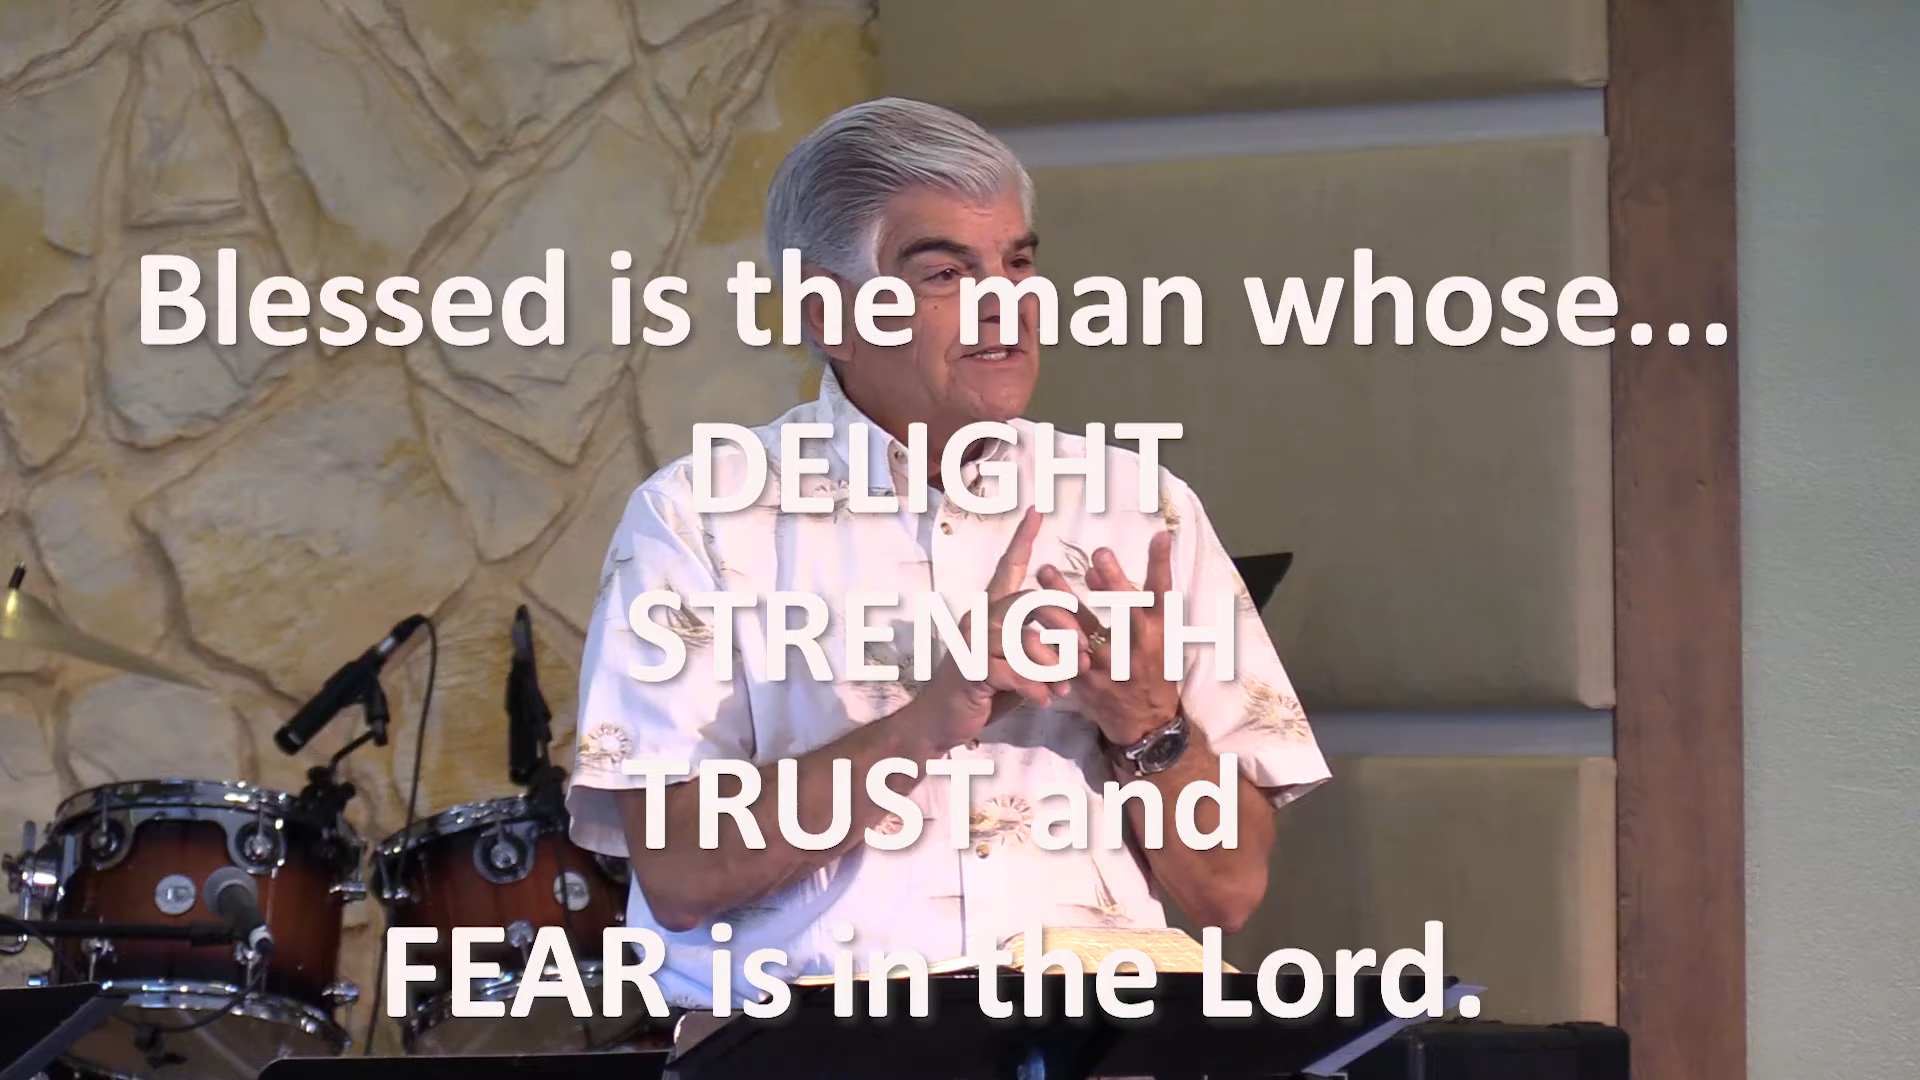 Blessed is the man whose...
DELIGHT
STRENGTH
TRUST and
FEAR is in the Lord.